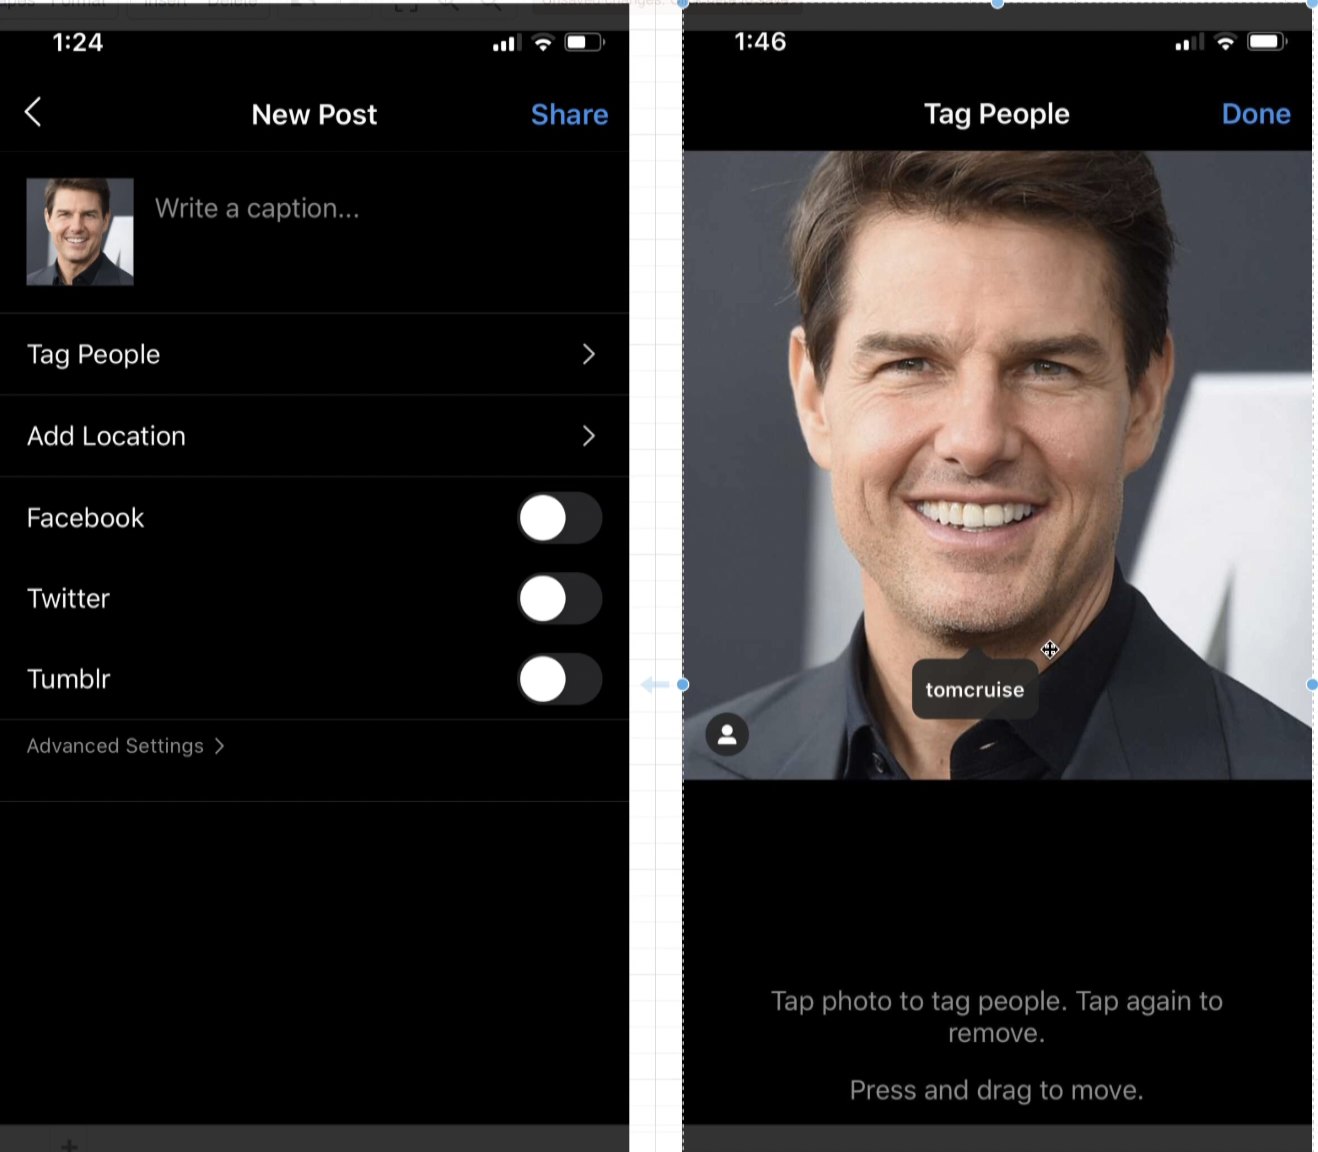 1:24
New Post
Share
Write a caption...
Tag People
Add Location
Facebook
Twitter
Tumblr
Advanced Settings
1:46
Tag People
Done
tomcruise
Tap photo to tag people. Tap again to
remove.
Press and drag to move.